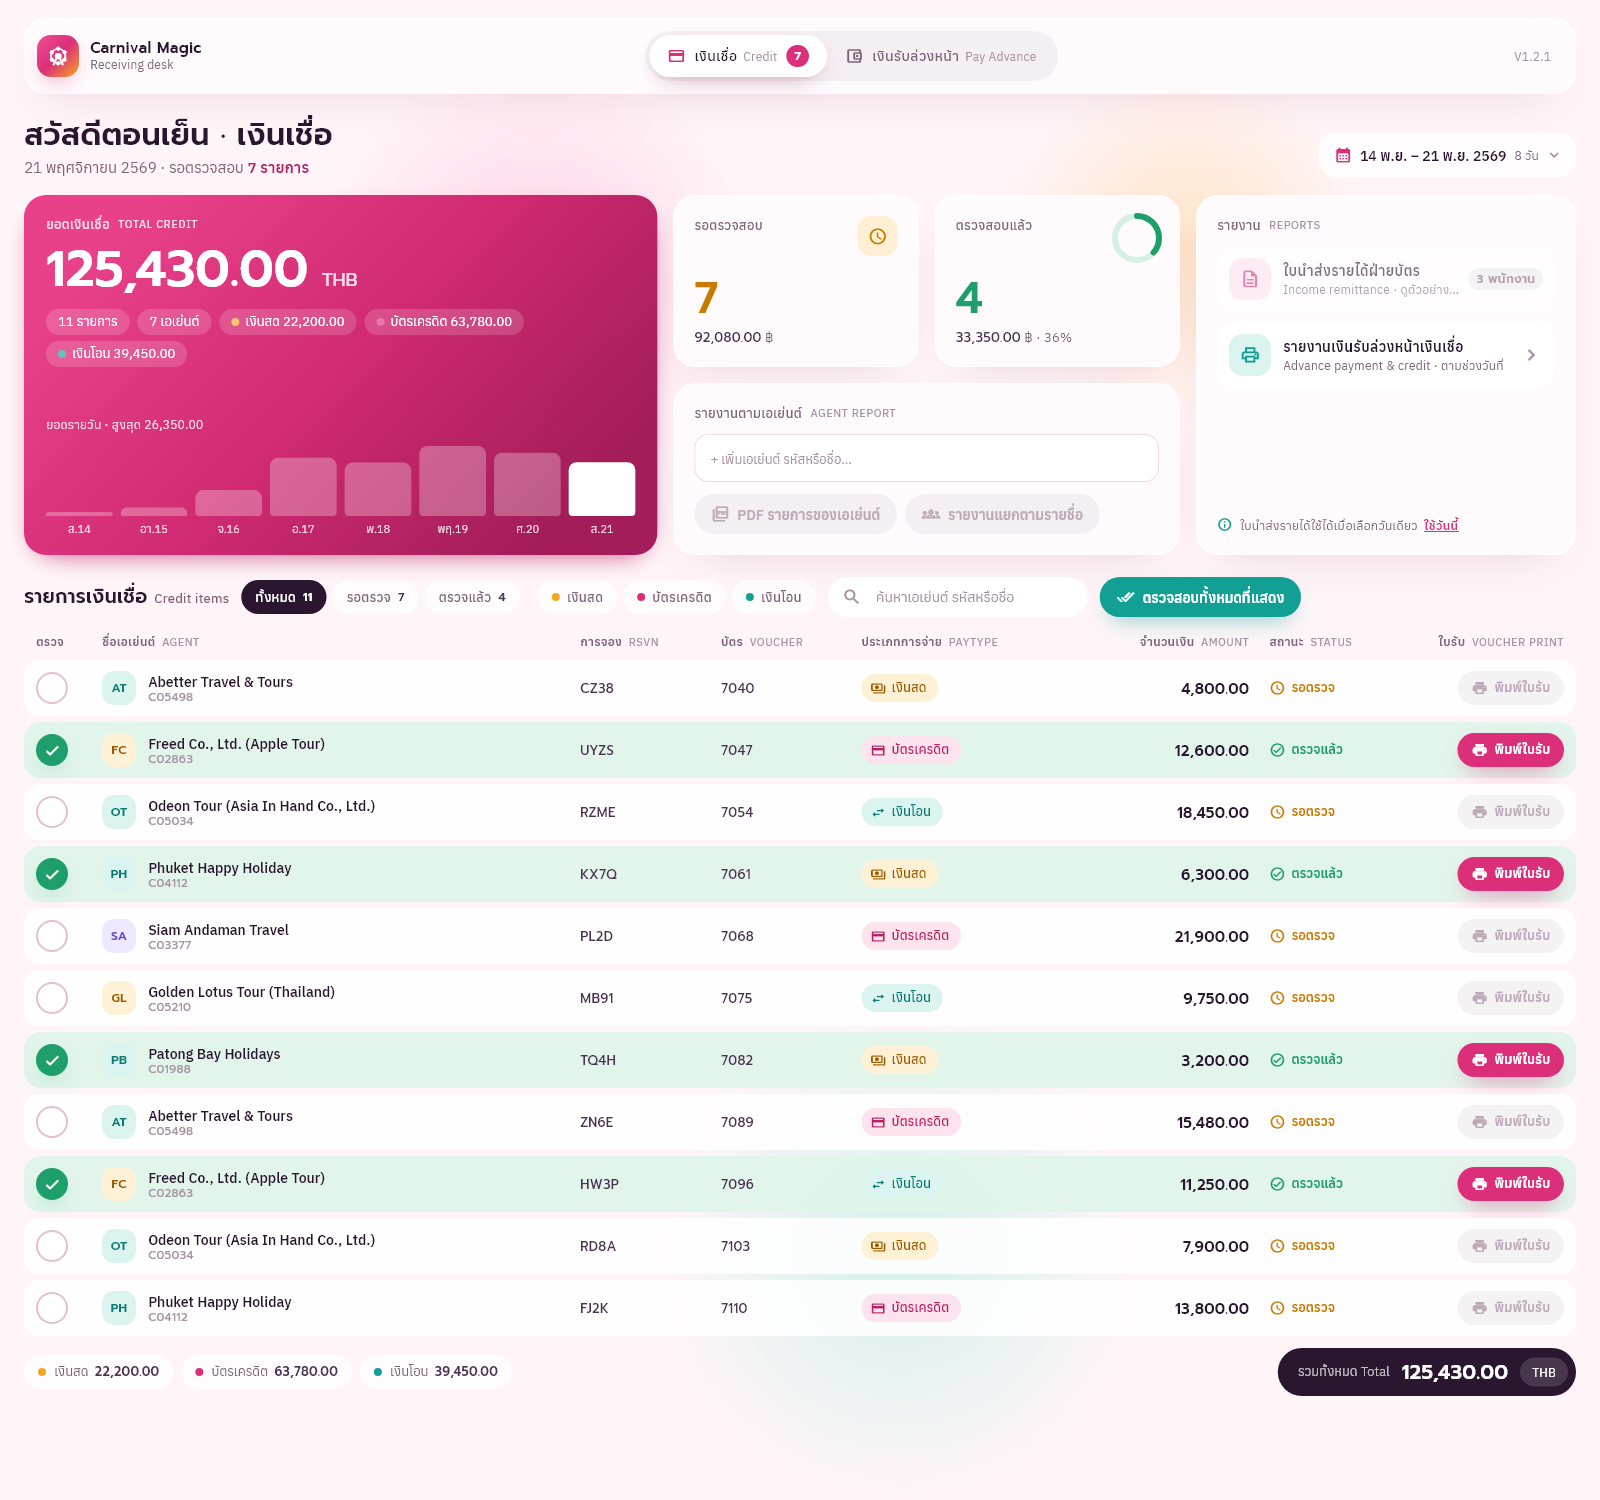 Carnival Magic
Receiving desk
เงินเชื่อ Credit 7
เงินรับล่วงหน้า Pay Advance
V1.2.1
สวัสดีตอนเย็น · เงินเชื่อ
21 พฤศจิกายน 2569 · รอตรวจสอบ 7 รายการ
14 พ.ย. – 21 พ.ย. 2569 8 วัน
ยอดเงินเชื่อ TOTAL CREDIT
125,430.00 THB
11 รายการ 7 เอเย่นต์ เงินสด 22,200.00 บัตรเครดิต 63,780.00
เงินโอน 39,450.00
ยอดรายวัน · สูงสุด 26,350.00
ส.14 อา.15 จ.16 อ.17 พ.18 พฤ.19 ศ.20 ส.21
รอตรวจสอบ
7
92,080.00 ฿
ตรวจสอบแล้ว
4
33,350.00 ฿ · 36%
รายงานตามเอเย่นต์ AGENT REPORT
+ เพิ่มเอเย่นต์ รหัสหรือชื่อ...
PDF รายการของเอเย่นต์ รายงานแยกตามรายชื่อ
รายงาน REPORTS
ใบนำส่งรายได้ฝ่ายบัตร
Income remittance · ดูตัวอย่าง...
3 พนักงาน
รายงานเงินรับล่วงหน้าเงินเชื่อ
Advance payment & credit · ตามช่วงวันที่
ใบนำส่งรายได้ใช้ได้เมื่อเลือกวันเดียว ใช้วันนี้
รายการเงินเชื่อ Credit items ทั้งหมด 11 รอตรวจ 7 ตรวจแล้ว 4 เงินสด บัตรเครดิต เงินโอน ค้นหาเอเย่นต์ รหัสหรือชื่อ ตรวจสอบทั้งหมดที่แสดง
ตรวจ ชื่อเอเย่นต์ AGENT การจอง RSVN บัตร VOUCHER ประเภทการจ่าย PAYTYPE จำนวนเงิน AMOUNT สถานะ STATUS ใบรับ VOUCHER PRINT
AT Abetter Travel & Tours CZ38 7040 เงินสด 4,800.00 รอตรวจ พิมพ์ใบรับ
C05498
FC Freed Co., Ltd. (Apple Tour) UYZS 7047 บัตรเครดิต 12,600.00 ตรวจแล้ว พิมพ์ใบรับ
C02863
OT Odeon Tour (Asia In Hand Co., Ltd.) RZME 7054 เงินโอน 18,450.00 รอตรวจ พิมพ์ใบรับ
C05034
PH Phuket Happy Holiday KX7Q 7061 เงินสด 6,300.00 ตรวจแล้ว พิมพ์ใบรับ
C04112
SA Siam Andaman Travel PL2D 7068 บัตรเครดิต 21,900.00 รอตรวจ พิมพ์ใบรับ
C03377
GL Golden Lotus Tour (Thailand) MB91 7075 เงินโอน 9,750.00 รอตรวจ พิมพ์ใบรับ
C05210
PB Patong Bay Holidays TQ4H 7082 เงินสด 3,200.00 ตรวจแล้ว พิมพ์ใบรับ
C01988
AT Abetter Travel & Tours ZN6E 7089 บัตรเครดิต 15,480.00 รอตรวจ พิมพ์ใบรับ
C05498
FC Freed Co., Ltd. (Apple Tour) HW3P 7096 เงินโอน 11,250.00 ตรวจแล้ว พิมพ์ใบรับ
C02863
OT Odeon Tour (Asia In Hand Co., Ltd.) RD8A 7103 เงินสด 7,900.00 รอตรวจ พิมพ์ใบรับ
C05034
PH Phuket Happy Holiday FJ2K 7110 บัตรเครดิต 13,800.00 รอตรวจ พิมพ์ใบรับ
C04112
เงินสด 22,200.00 บัตรเครดิต 63,780.00 เงินโอน 39,450.00 รวมทั้งหมด Total 125,430.00 THB